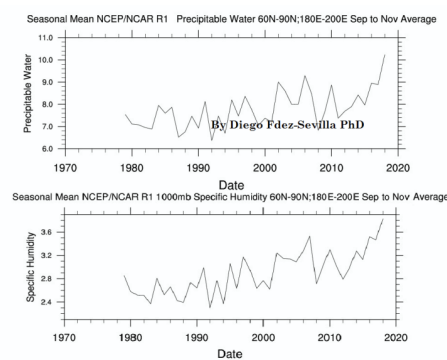 Seasonal Mean NCEP/NCAR R1 Precipitable Water 60N-90N;180E-200E Sep to Nov Average
11.0
10.0
9.0
8.0
7.0
6.0
Precipitable Water
By Diego Fdez-Sevilla PhD
1970 1980 1990 2000 2010 2020
Date
Seasonal Mean NCEP/NCAR R1 1000mb Specific Humidity 60N-90N;180E-200E Sep to Nov Average
3.6
3.2
2.8
2.4
Specific Humidity
1970 1980 1990 2000 2010 2020
Date